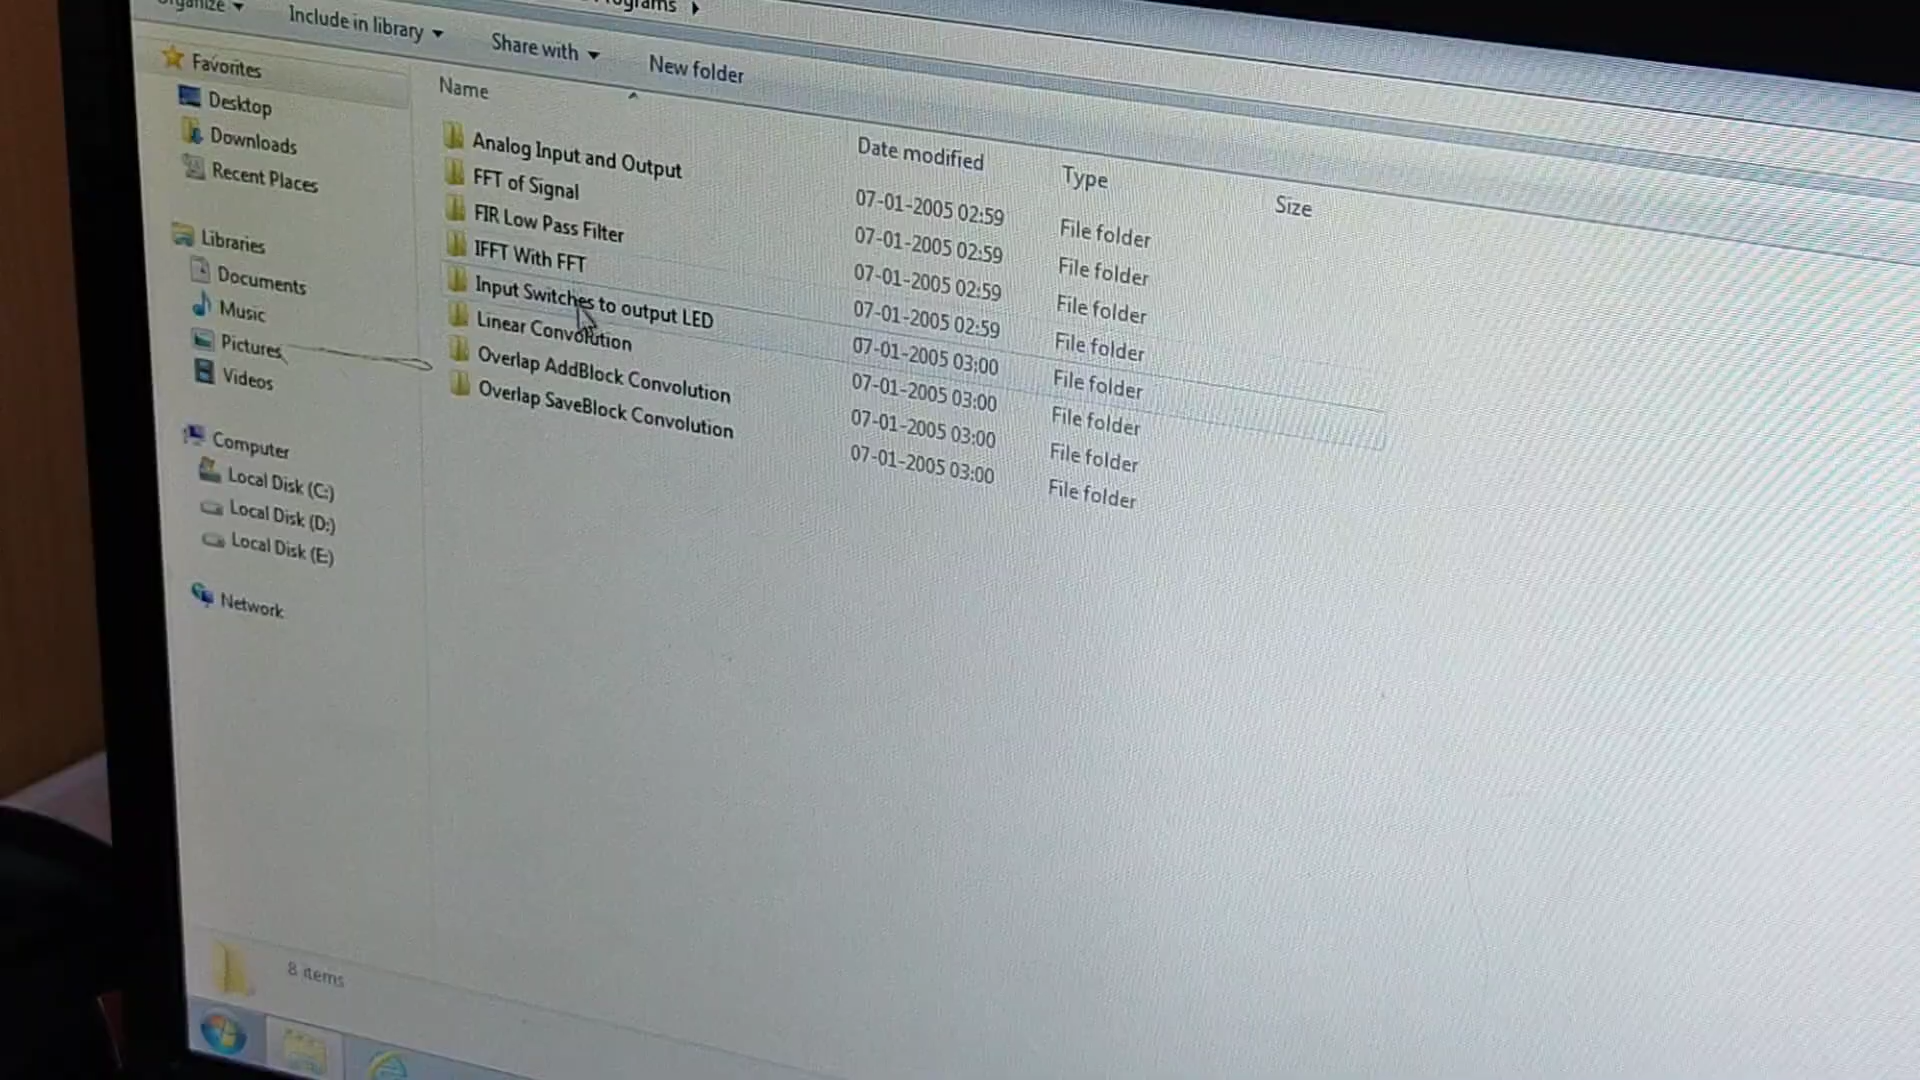 Programs
Organize
Include in library
Share with
New folder
Favorites
Desktop
Downloads
Recent Places
Libraries
Documents
Music
Pictures
Videos
Computer
Local Disk (C:)
Local Disk (D:)
Local Disk (E:)
Network
Name Date modified Type Size
Analog Input and Output 07-01-2005 02:59 File folder
FFT of Signal 07-01-2005 02:59 File folder
FIR Low Pass Filter 07-01-2005 02:59 File folder
IFFT With FFT 07-01-2005 02:59 File folder
Input Switches to output LED 07-01-2005 03:00 File folder
Linear Convolution 07-01-2005 03:00 File folder
Overlap AddBlock Convolution 07-01-2005 03:00 File folder
Overlap SaveBlock Convolution 07-01-2005 03:00 File folder
8 items